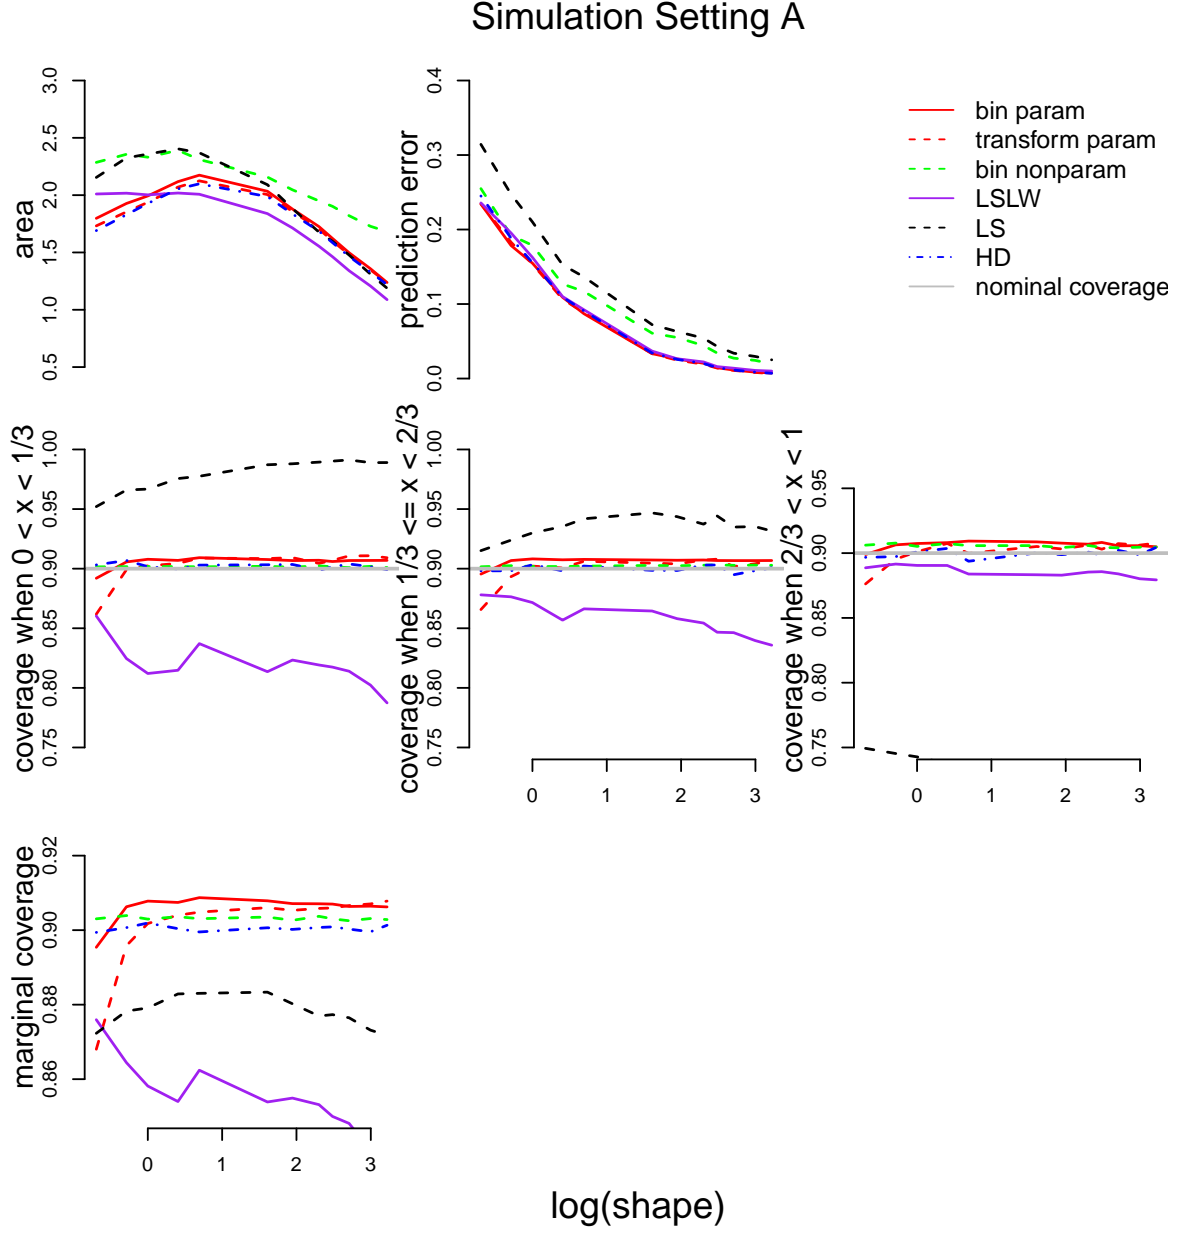 Simulation Setting A
area
0.5 1.0 1.5 2.0 2.5 3.0
prediction error
0.0 0.1 0.2 0.3 0.4
bin param
transform param
bin nonparam
LSLW
LS
HD
nominal coverage
coverage when 0 < x < 1/3
0.75 0.80 0.85 0.90 0.95 1.00
coverage when 1/3 <= x < 2/3
0.75 0.80 0.85 0.90 0.95 1.00
0 1 2 3
coverage when 2/3 < x < 1
0.75 0.80 0.85 0.90 0.95
0 1 2 3
marginal coverage
0.86 0.88 0.90 0.92
0 1 2 3
log(shape)